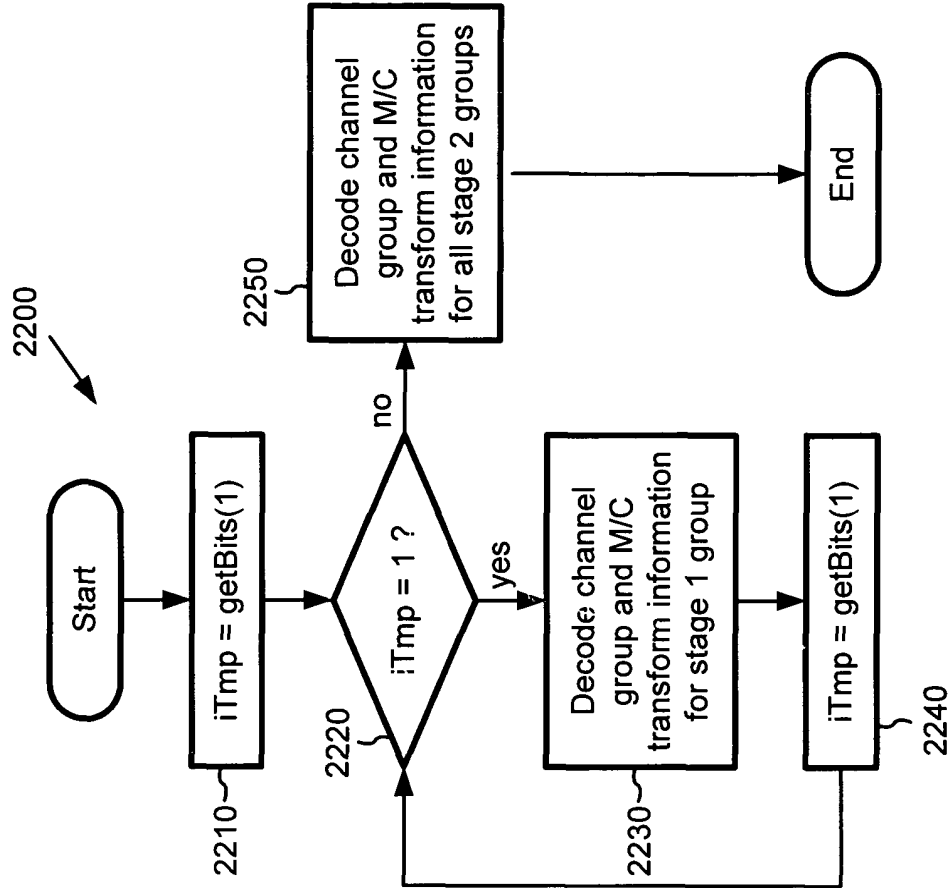 2200
Start
2210
iTmp = getBits(1)
2220
iTmp = 1 ?
no
yes
2250
Decode channel
group and M/C
transform information
for all stage 2 groups
2230
Decode channel
group and M/C
transform information
for stage 1 group
2240
iTmp = getBits(1)
End